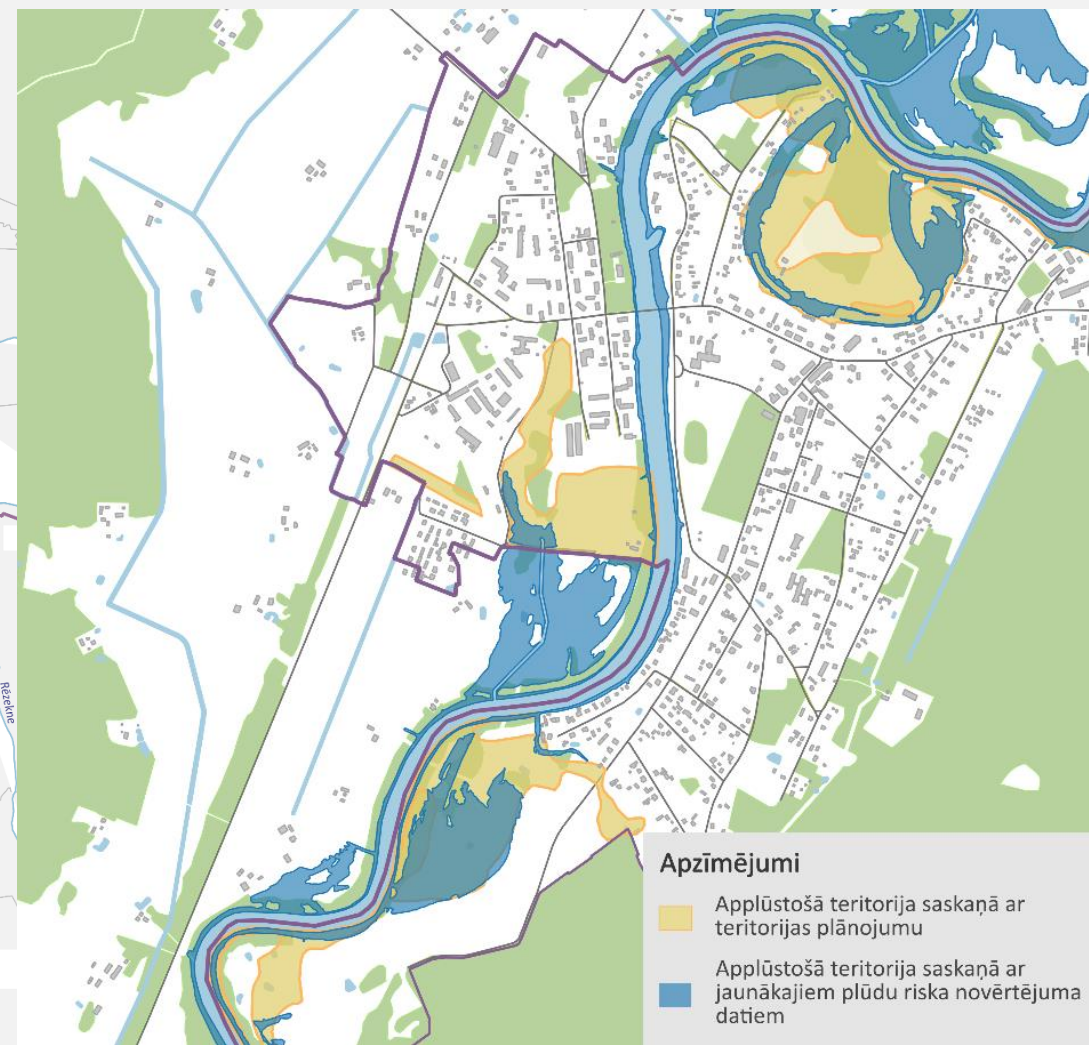 Rēzekne
Apzīmējumi
Applūstošā teritorija saskaņā ar
teritorijas plānojumu
Applūstošā teritorija saskaņā ar
jaunākajiem plūdu riska novērtējuma
datiem